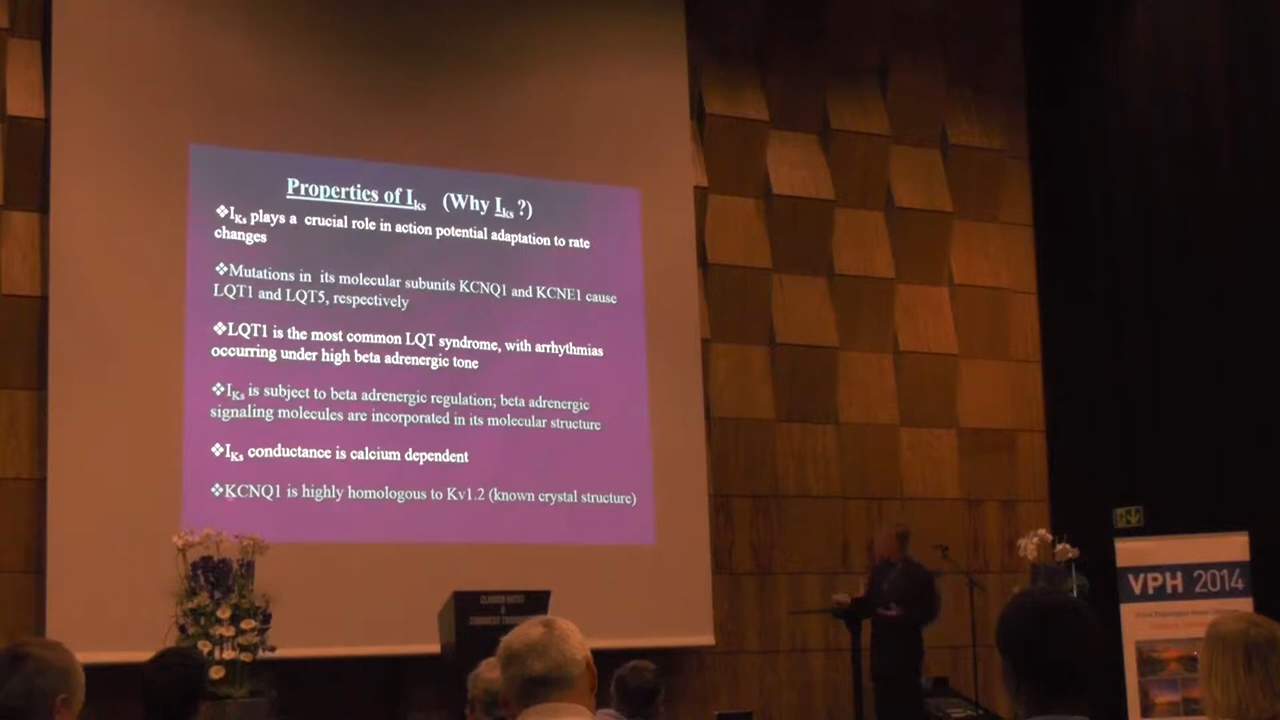 Properties of Iks (Why Iks ?)
❖IKs plays a crucial role in action potential adaptation to rate
changes
❖Mutations in its molecular subunits KCNQ1 and KCNE1 cause
LQT1 and LQT5, respectively
❖LQT1 is the most common LQT syndrome, with arrhythmias
occurring under high beta adrenergic tone
❖IKs is subject to beta adrenergic regulation; beta adrenergic
signaling molecules are incorporated in its molecular structure
❖IKs conductance is calcium dependent
❖KCNQ1 is highly homologous to Kv1.2 (known crystal structure)
CLARION HOTEL
&
VPH 2014